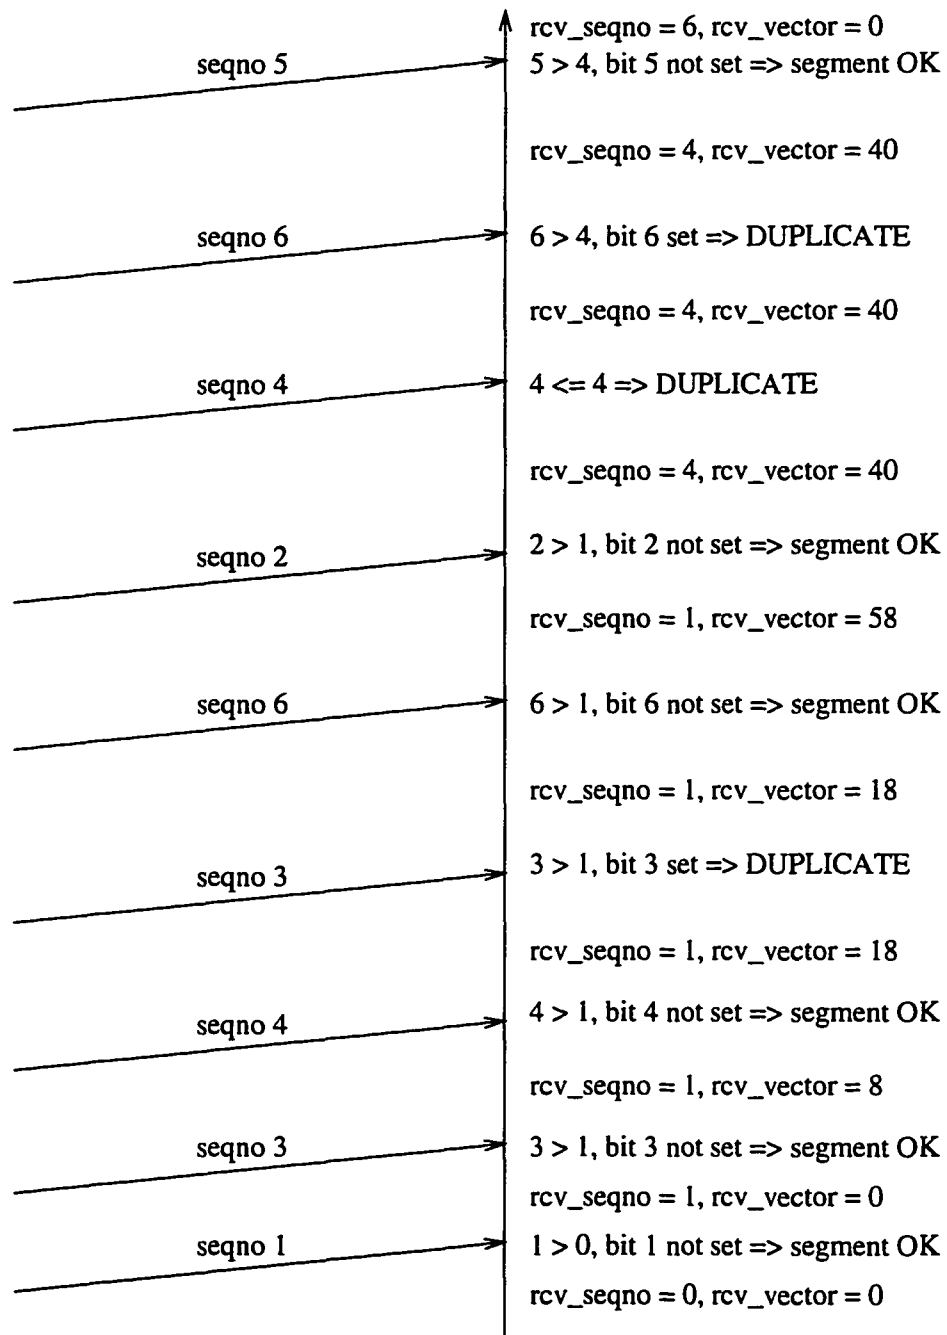 rcv_seqno = 6, rcv_vector = 0
seqno 5
5 > 4, bit 5 not set => segment OK
rcv_seqno = 4, rcv_vector = 40
seqno 6
6 > 4, bit 6 set => DUPLICATE
rcv_seqno = 4, rcv_vector = 40
seqno 4
4 <= 4 => DUPLICATE
rcv_seqno = 4, rcv_vector = 40
seqno 2
2 > 1, bit 2 not set => segment OK
rcv_seqno = 1, rcv_vector = 58
seqno 6
6 > 1, bit 6 not set => segment OK
rcv_seqno = 1, rcv_vector = 18
seqno 3
3 > 1, bit 3 set => DUPLICATE
rcv_seqno = 1, rcv_vector = 18
seqno 4
4 > 1, bit 4 not set => segment OK
rcv_seqno = 1, rcv_vector = 8
seqno 3
3 > 1, bit 3 not set => segment OK
rcv_seqno = 1, rcv_vector = 0
seqno 1
1 > 0, bit 1 not set => segment OK
rcv_seqno = 0, rcv_vector = 0